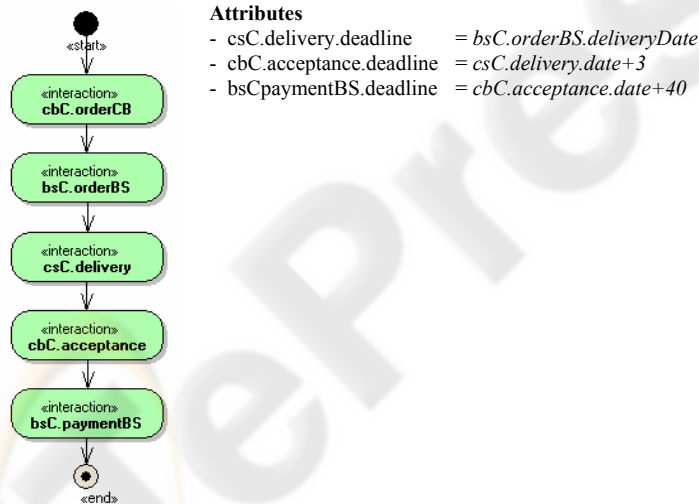 «start»
«interaction»
cbC.orderCB
«interaction»
bsC.orderBS
«interaction»
csC.delivery
«interaction»
cbC.acceptance
«interaction»
bsC.paymentBS
«end»
Attributes
- csC.delivery.deadline = bsC.orderBS.deliveryDate
- cbC.acceptance.deadline = csC.delivery.date+3
- bsCpaymentBS.deadline = cbC.acceptance.date+40